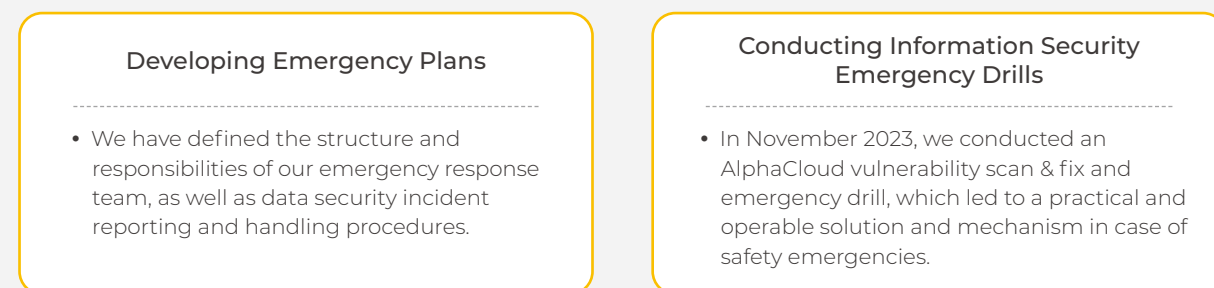 Developing Emergency Plans
• We have defined the structure and
responsibilities of our emergency response
team, as well as data security incident
reporting and handling procedures.
Conducting Information Security
Emergency Drills
• In November 2023, we conducted an
AlphaCloud vulnerability scan & fix and
emergency drill, which led to a practical and
operable solution and mechanism in case of
safety emergencies.